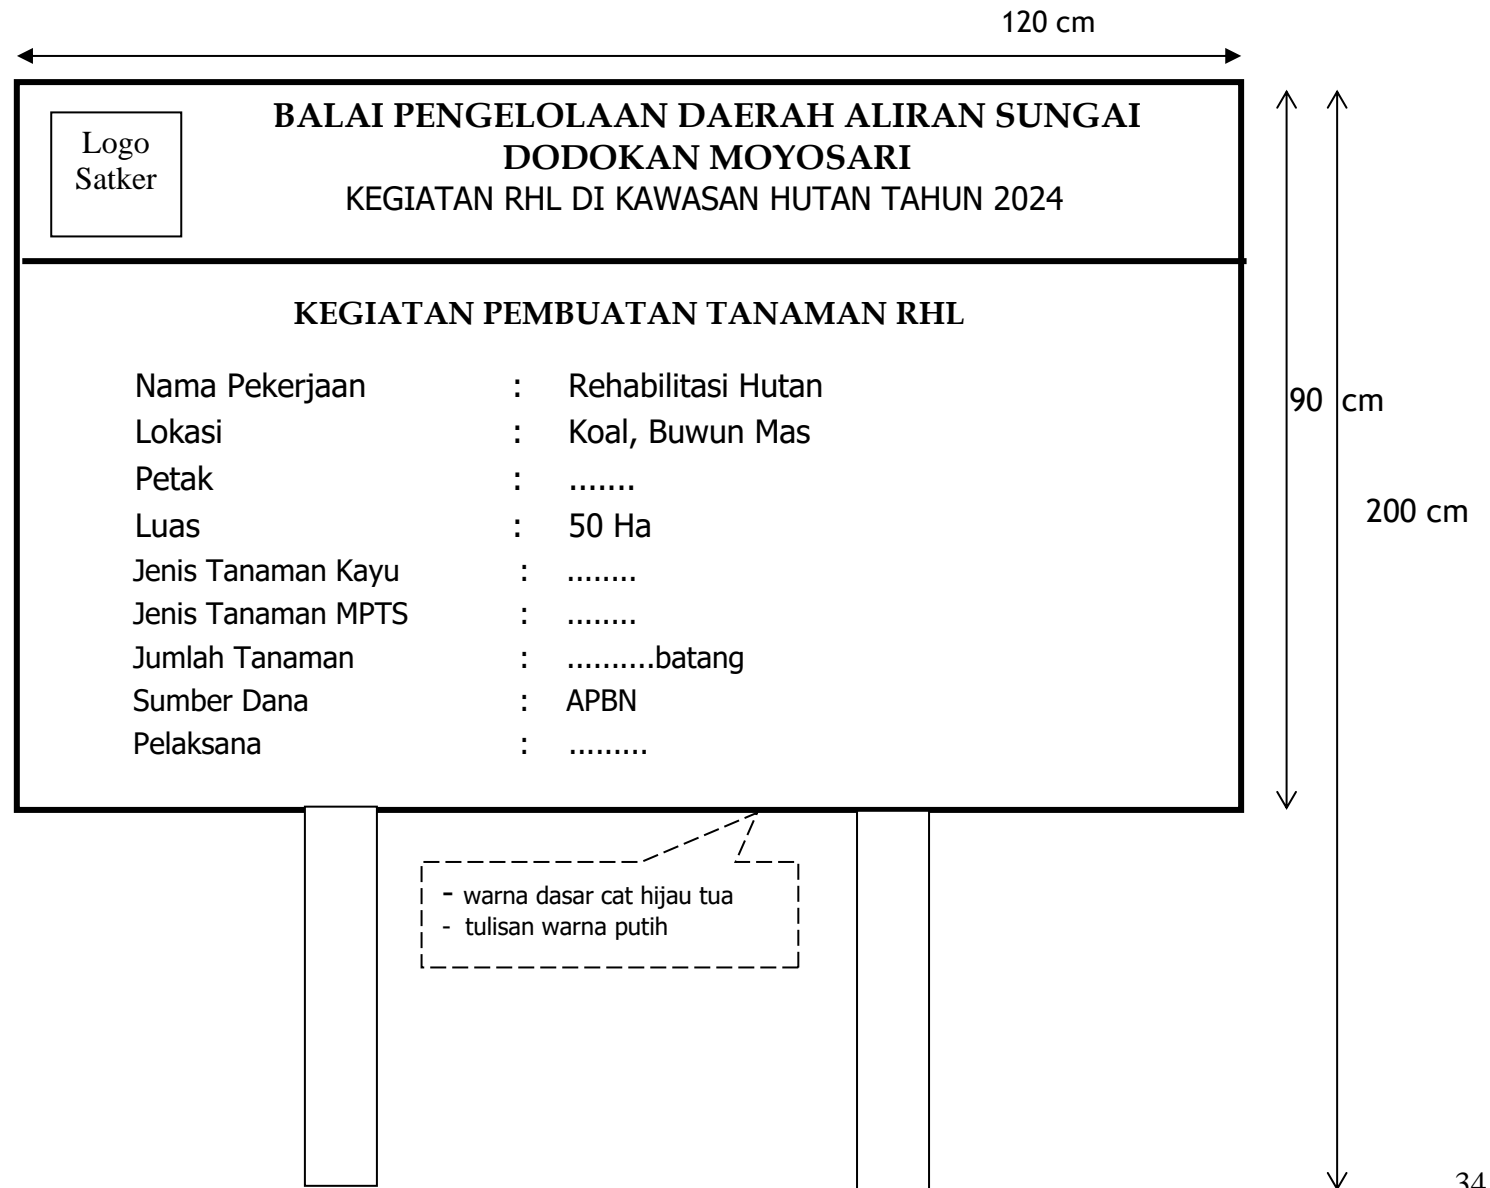 120 cm
Logo
Satker
BALAI PENGELOLAAN DAERAH ALIRAN SUNGAI
DODOKAN MOYOSARI
KEGIATAN RHL DI KAWASAN HUTAN TAHUN 2024
KEGIATAN PEMBUATAN TANAMAN RHL
Nama Pekerjaan : Rehabilitasi Hutan
Lokasi : Koal, Buwun Mas
Petak : .......
Luas : 50 Ha
Jenis Tanaman Kayu : ........
Jenis Tanaman MPTS : ........
Jumlah Tanaman : ..........batang
Sumber Dana : APBN
Pelaksana : .........
90 cm
200 cm
- warna dasar cat hijau tua
- tulisan warna putih
34